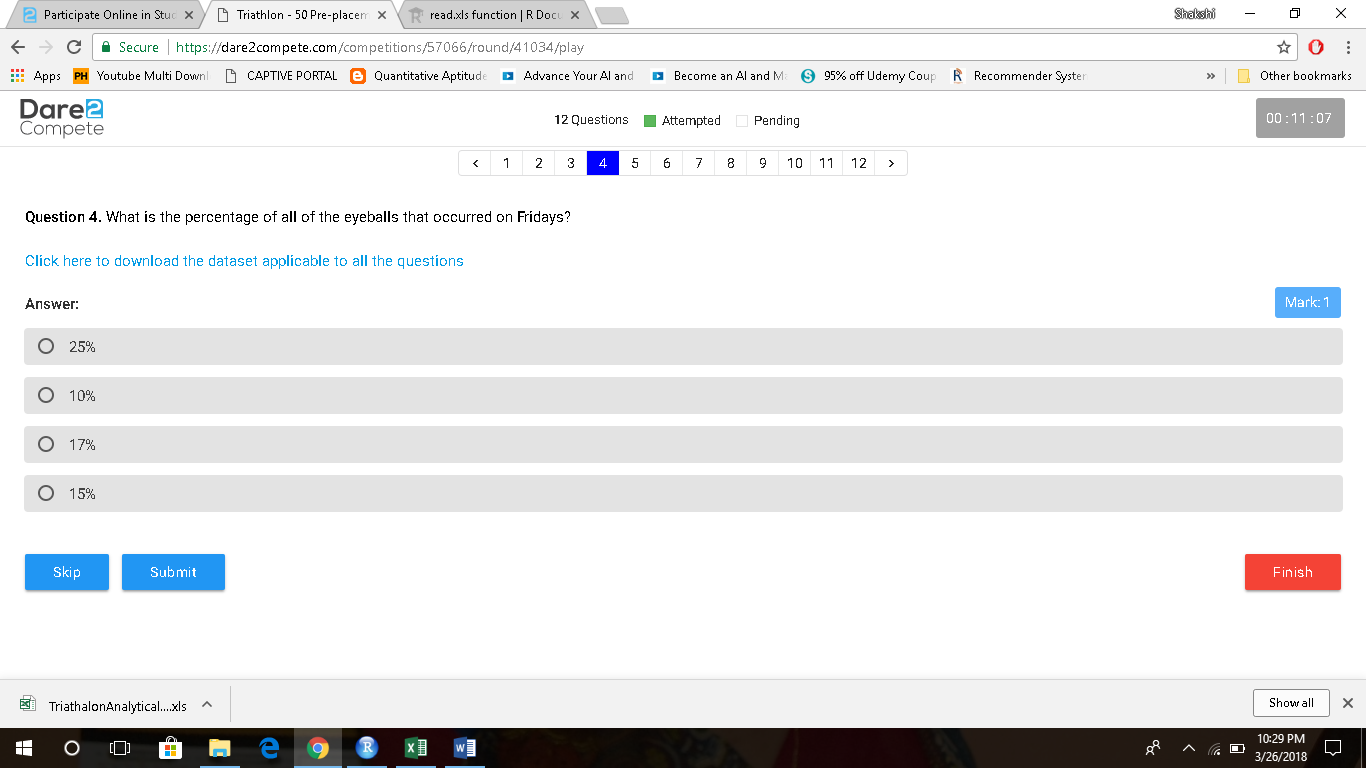 Participate Online in Stud
Triathlon - 50 Pre-placem
read.xls function | R Docu
Shakshi
Secure
https://dare2compete.com/competitions/57066/round/41034/play
Apps
PH Youtube Multi Downl
CAPTIVE PORTAL
Quantitative Aptitude
Advance Your AI and
Become an AI and M
95% off Udemy Coup
Recommender System
»
Other bookmarks
Dare2
Compete
12 Questions Attempted Pending
00:11:07
< 1 2 3 4 5 6 7 8 9 10 11 12 >
Question 4. What is the percentage of all of the eyeballs that occurred on Fridays?
Click here to download the dataset applicable to all the questions
Answer:
Mark: 1
25%
10%
17%
15%
Skip Submit Finish
TriathalonAnalytical....xls
Show all
10:29 PM
3/26/2018